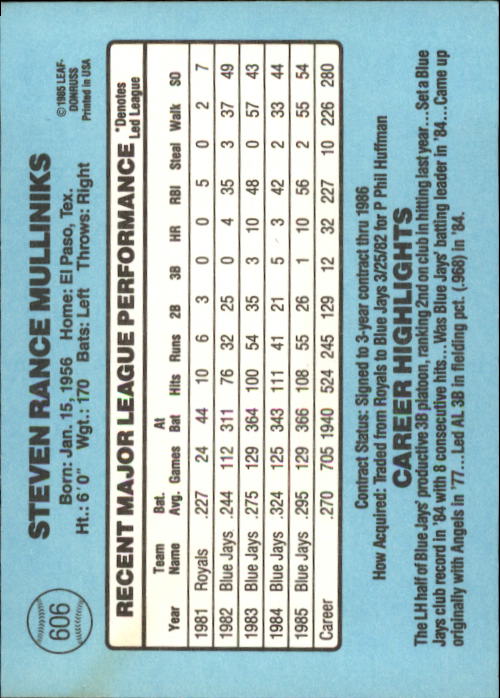 606
STEVEN RANCE MULLINIKS
Born: Jan. 15, 1956 Home: El Paso, Tex.
Ht.: 6'0" Wgt.: 170 Bats: Left Throws: Right
©1985 LEAF-
DONRUSS
Printed in USA
RECENT MAJOR LEAGUE PERFORMANCE
*Denotes
Led League
Team Bat. At
Year Name Avg. Games Bat Hits Runs 2B 3B HR RBI Steal Walk SO
1981 Royals .227 24 44 10 6 3 0 0 5 0 2 7
1982 Blue Jays .244 112 311 76 32 25 0 4 35 3 37 49
1983 Blue Jays .275 129 364 100 54 35 3 10 48 0 57 43
1984 Blue Jays .324 125 343 111 41 21 5 3 42 2 33 44
1985 Blue Jays .295 129 366 108 55 26 1 10 56 2 55 54
Career .270 705 1940 524 245 129 12 32 227 10 226 280
Contract Status: Signed to 3-year contract thru 1986
How Acquired: Traded from Royals to Blue Jays 3/25/82 for P Phil Huffman
CAREER HIGHLIGHTS
The LH half of Blue Jays' productive 3B platoon, ranking 2nd on club in hitting last year...Set a Blue
Jays club record in '84 with 8 consecutive hits...Was Blue Jays' batting leader in '84...Came up
originally with Angels in '77...Led AL 3B in fielding pct. (.968) in '84.